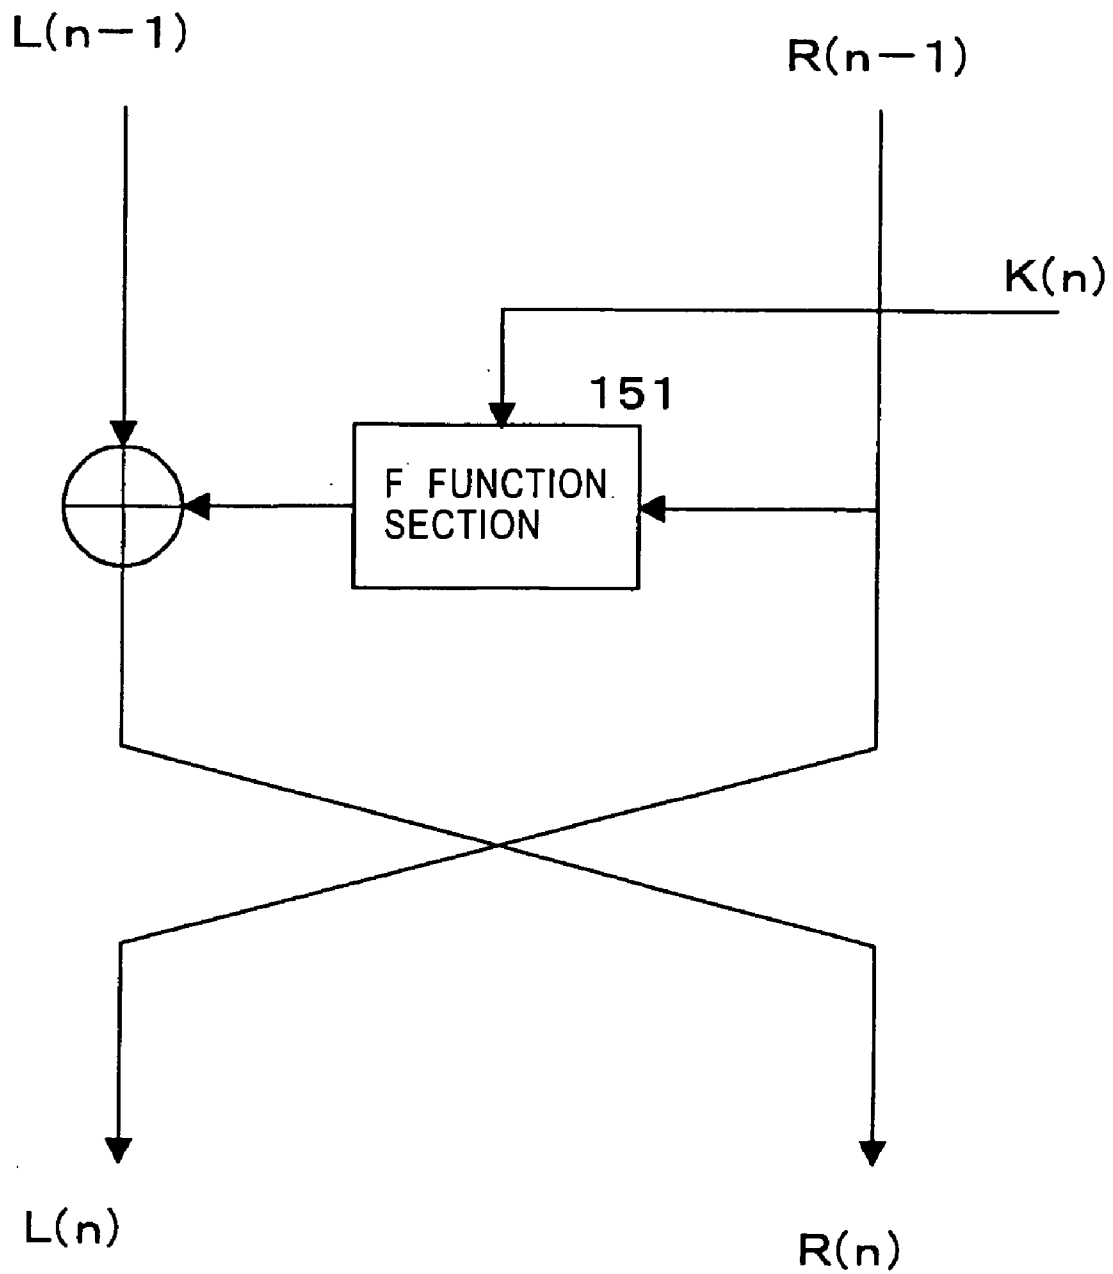 L(n-1)
R(n-1)
K(n)
151
F FUNCTION
SECTION
L(n)
R(n)